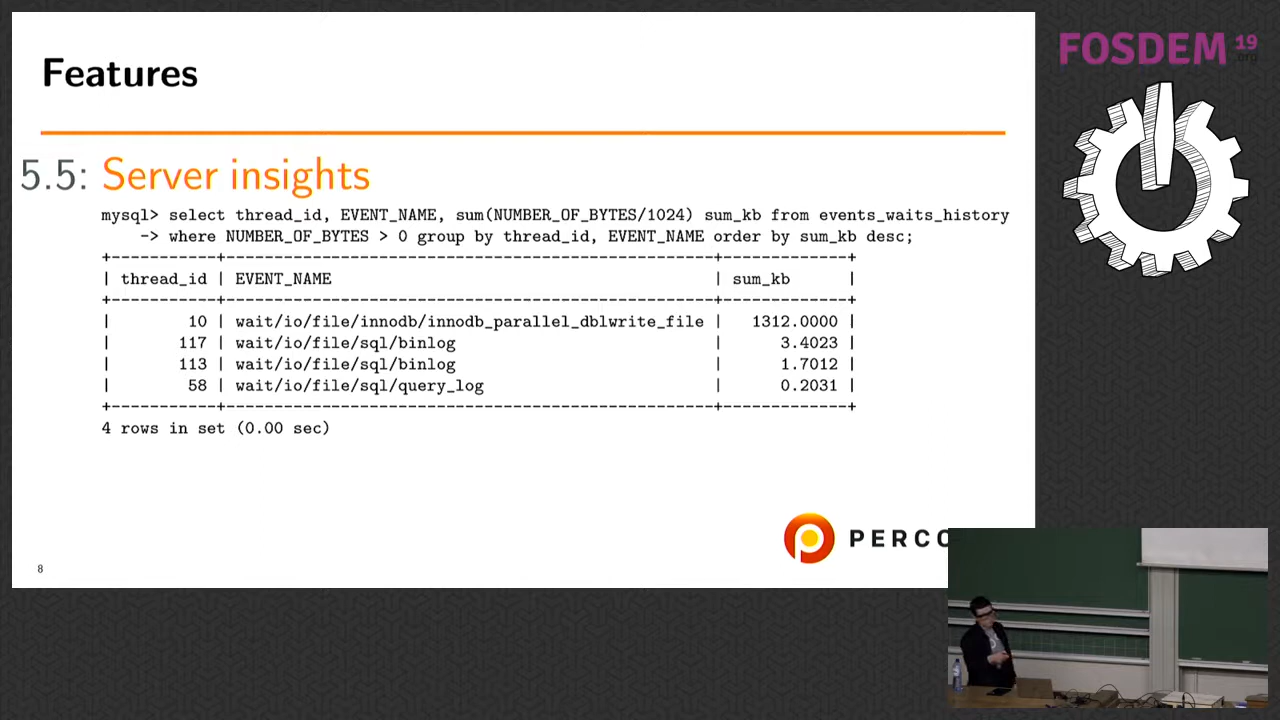 Features
5.5: Server insights
mysql> select thread_id, EVENT_NAME, sum(NUMBER_OF_BYTES/1024) sum_kb from events_waits_history
    -> where NUMBER_OF_BYTES > 0 group by thread_id, EVENT_NAME order by sum_kb desc;
+-----------+---------------------------------------------------+-------------+
| thread_id | EVENT_NAME                                        | sum_kb      |
+-----------+---------------------------------------------------+-------------+
|        10 | wait/io/file/innodb/innodb_parallel_dblwrite_file |   1312.0000 |
|       117 | wait/io/file/sql/binlog                           |      3.4023 |
|       113 | wait/io/file/sql/binlog                           |      1.7012 |
|        58 | wait/io/file/sql/query_log                        |      0.2031 |
+-----------+---------------------------------------------------+-------------+
4 rows in set (0.00 sec)
PERCO
8
FOSDEM 19
.org